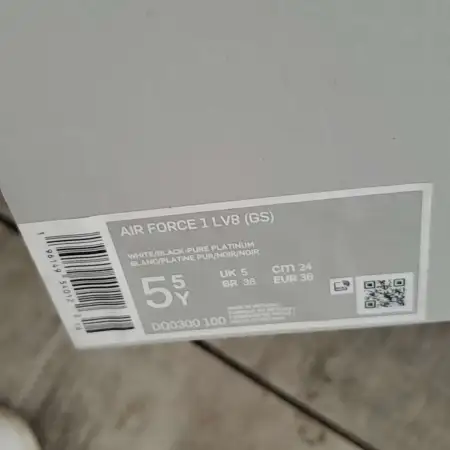 AIR FORCE 1 LV8 (GS)
WHITE/BLACK-PURE PLATINUM
BLANC/PLATINE PUR/NOIR/NOIR
5.5Y
UK 5
CM 24
BR 36
EUR 38
DQ0300 100